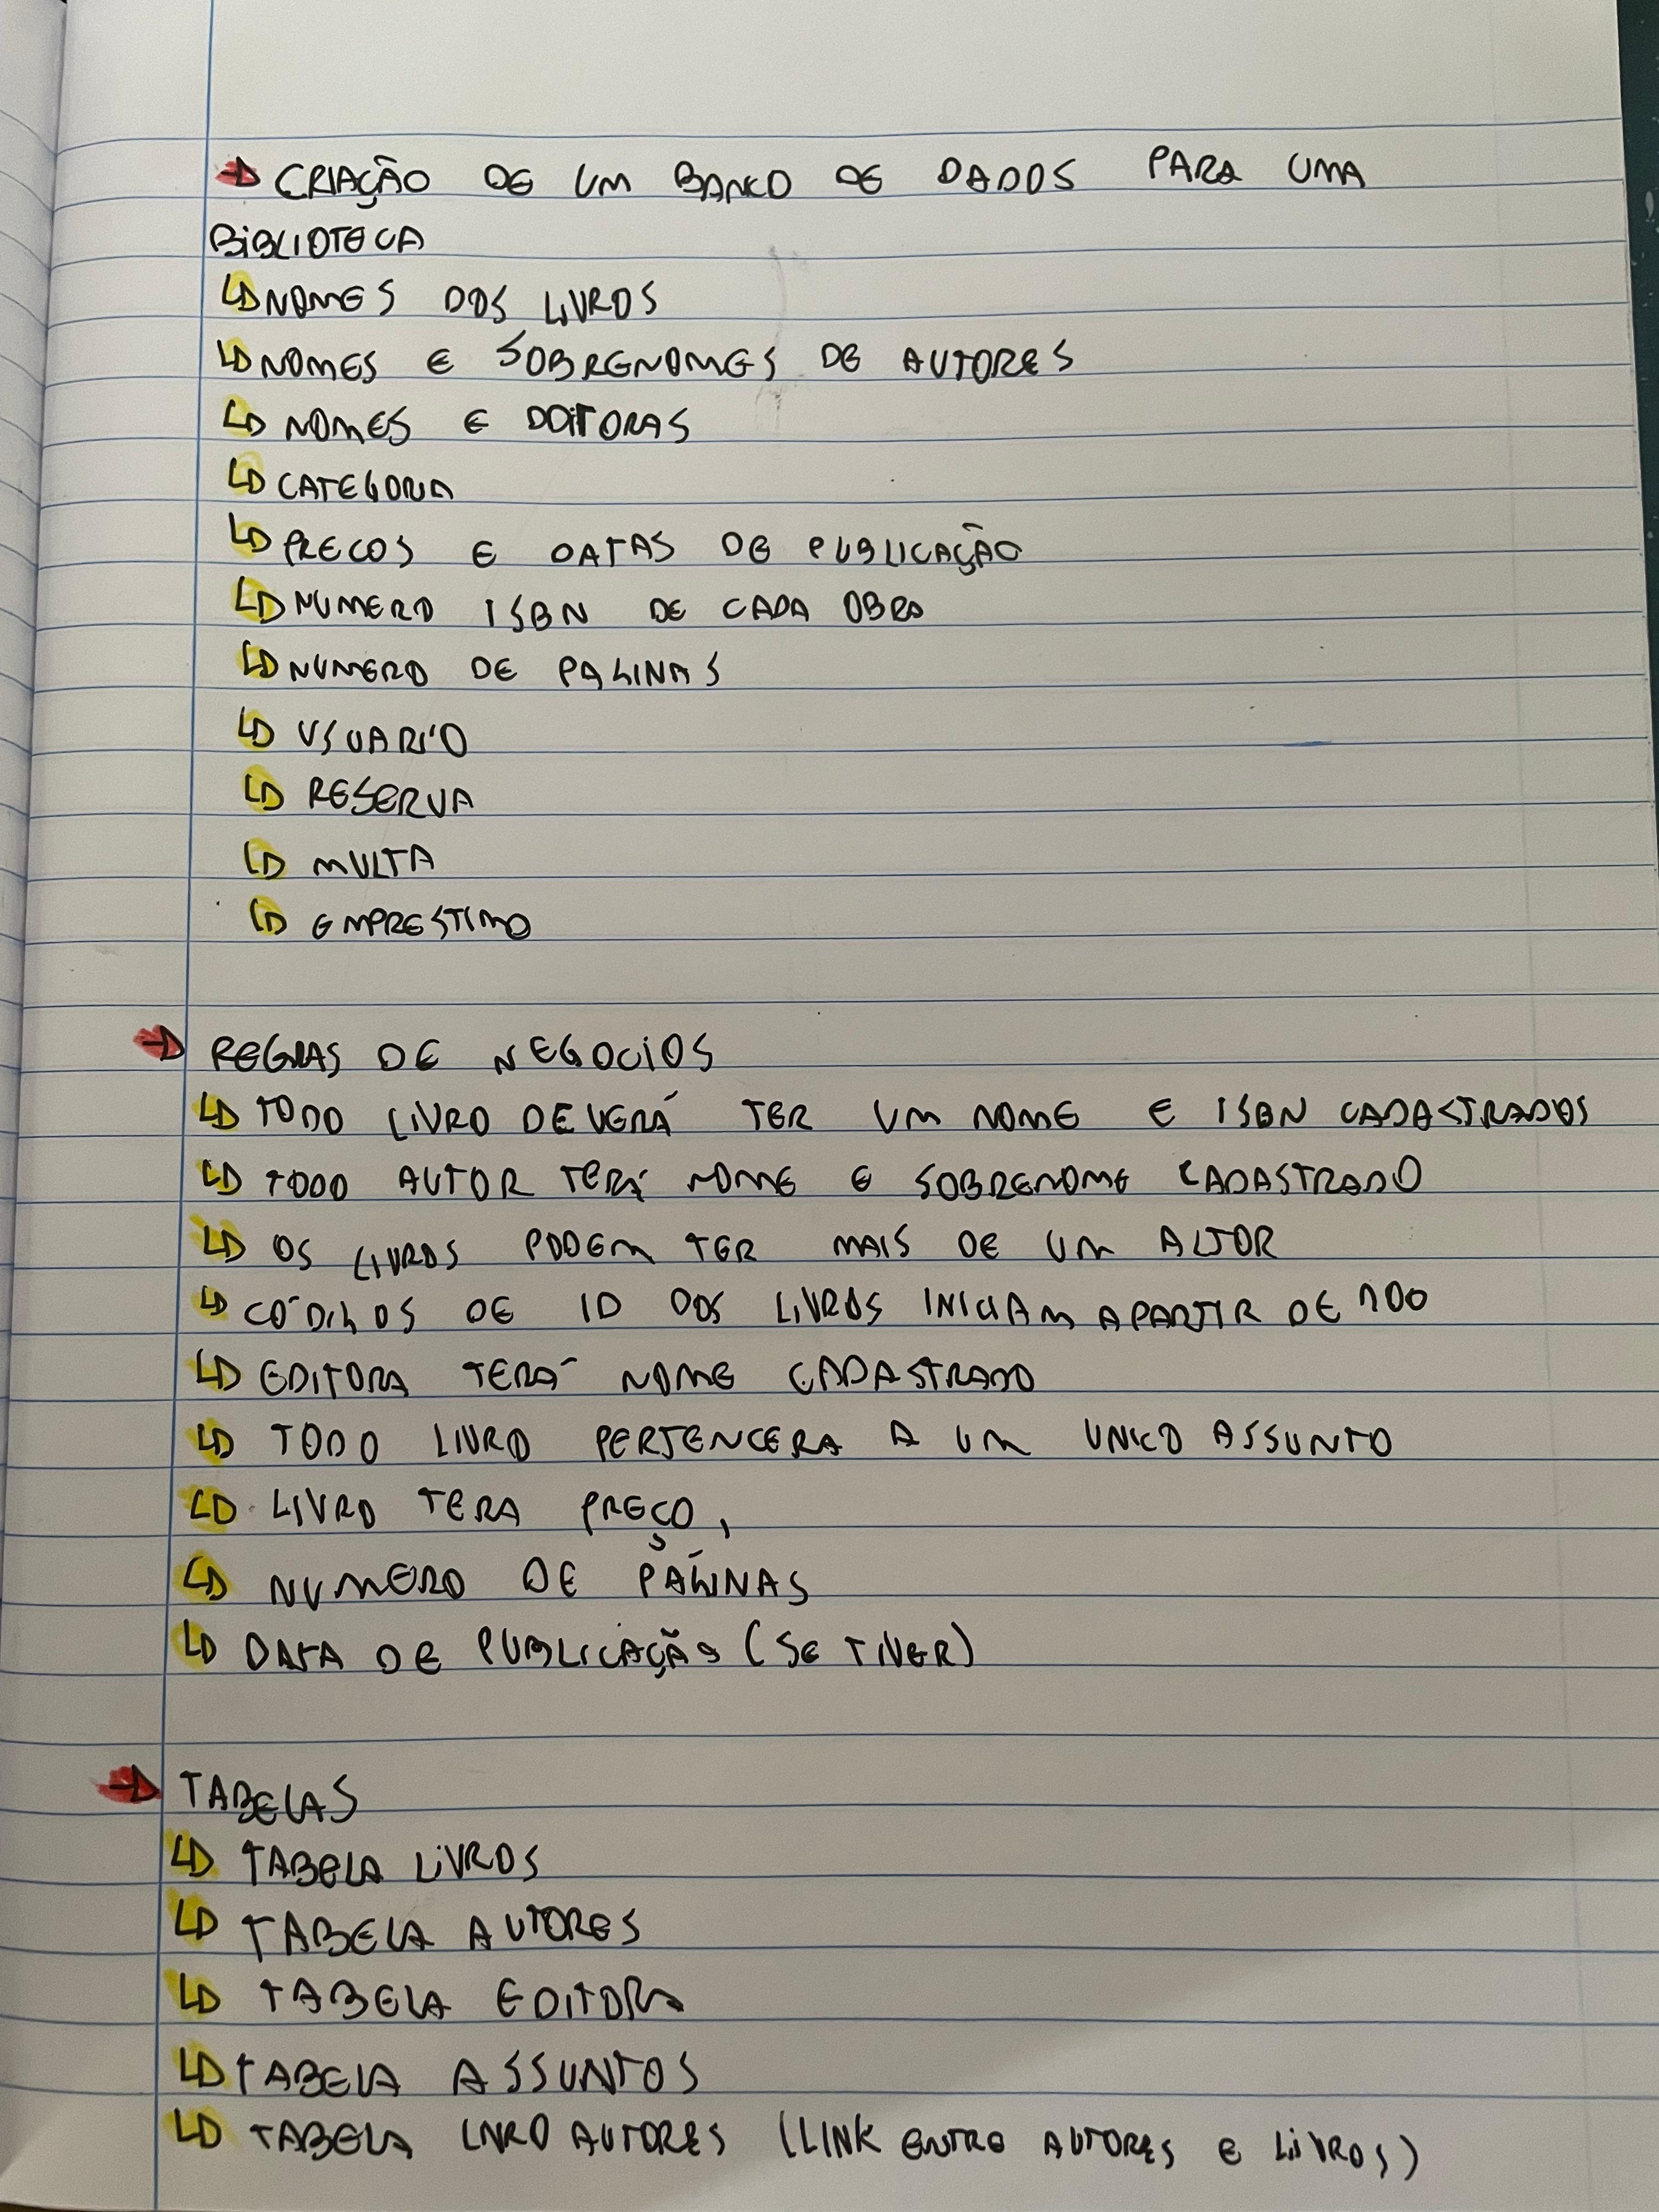 → CRIAÇÃO DE UM BANCO DE DADOS PARA UMA
BIBLIOTECA
↳ NOMES DOS LIVROS
↳ NOMES E SOBRENOMES DE AUTORES
↳ NOMES E DDITORAS
↳ CATEGORIA
↳ PRECOS E DATAS DE PUBLICAÇÃO
↳ NUMERO ISBN DE CADA OBRA
↳ NUMERO DE PAGINAS
↳ USUARIO
↳ RESERVA
↳ MULTA
↳ EMPRESTIMO
→ REGRAS DE NEGOCIOS
↳ TODO LIVRO DEVERÁ TER UM NOME E ISBN CADASTRADOS
↳ TODO AUTOR TERÁ NOME E SOBRENOME CADASTRADO
↳ OS LIVROS PODEM TER MAIS DE UM AUTOR
↳ CÓDIGOS DE ID DOS LIVROS INICIAM A PARTIR DE 100
↳ EDITORA TERÁ NOME CADASTRADO
↳ TODO LIVRO PERTENCERA A UM UNICO ASSUNTO
↳ LIVRO TERA PREÇO,
↳ NUMERO DE PÁGINAS
↳ DATA DE PUBLICAÇÃO (SE TIVER)
→ TABELAS
↳ TABELA LIVROS
↳ TABELA AUTORES
↳ TABELA EDITORA
↳ TABELA ASSUNTOS
↳ TABELA LIVRO AUTORES (LINK ENTRE AUTORES E LIVROS)